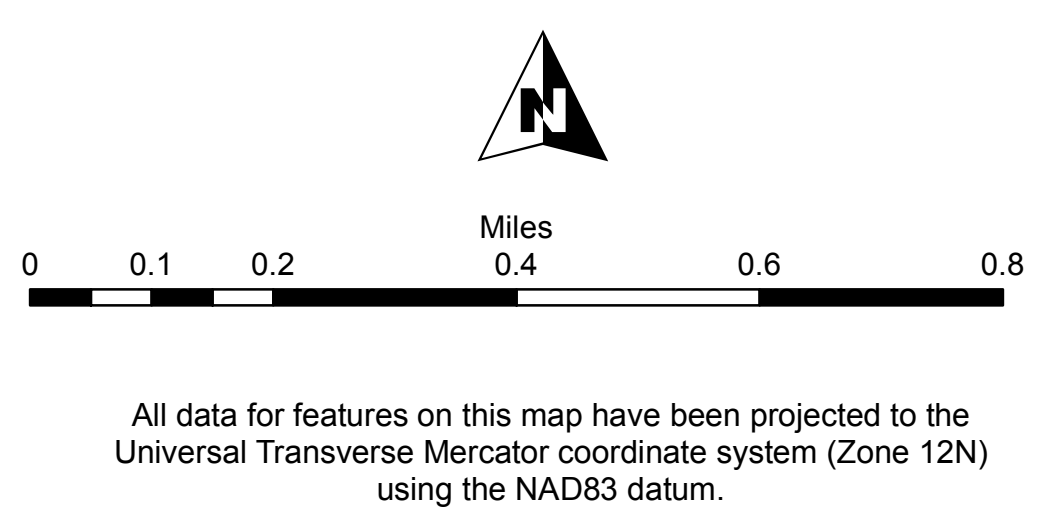 N
Miles
0 0.1 0.2 0.4 0.6 0.8
All data for features on this map have been projected to the
Universal Transverse Mercator coordinate system (Zone 12N)
using the NAD83 datum.